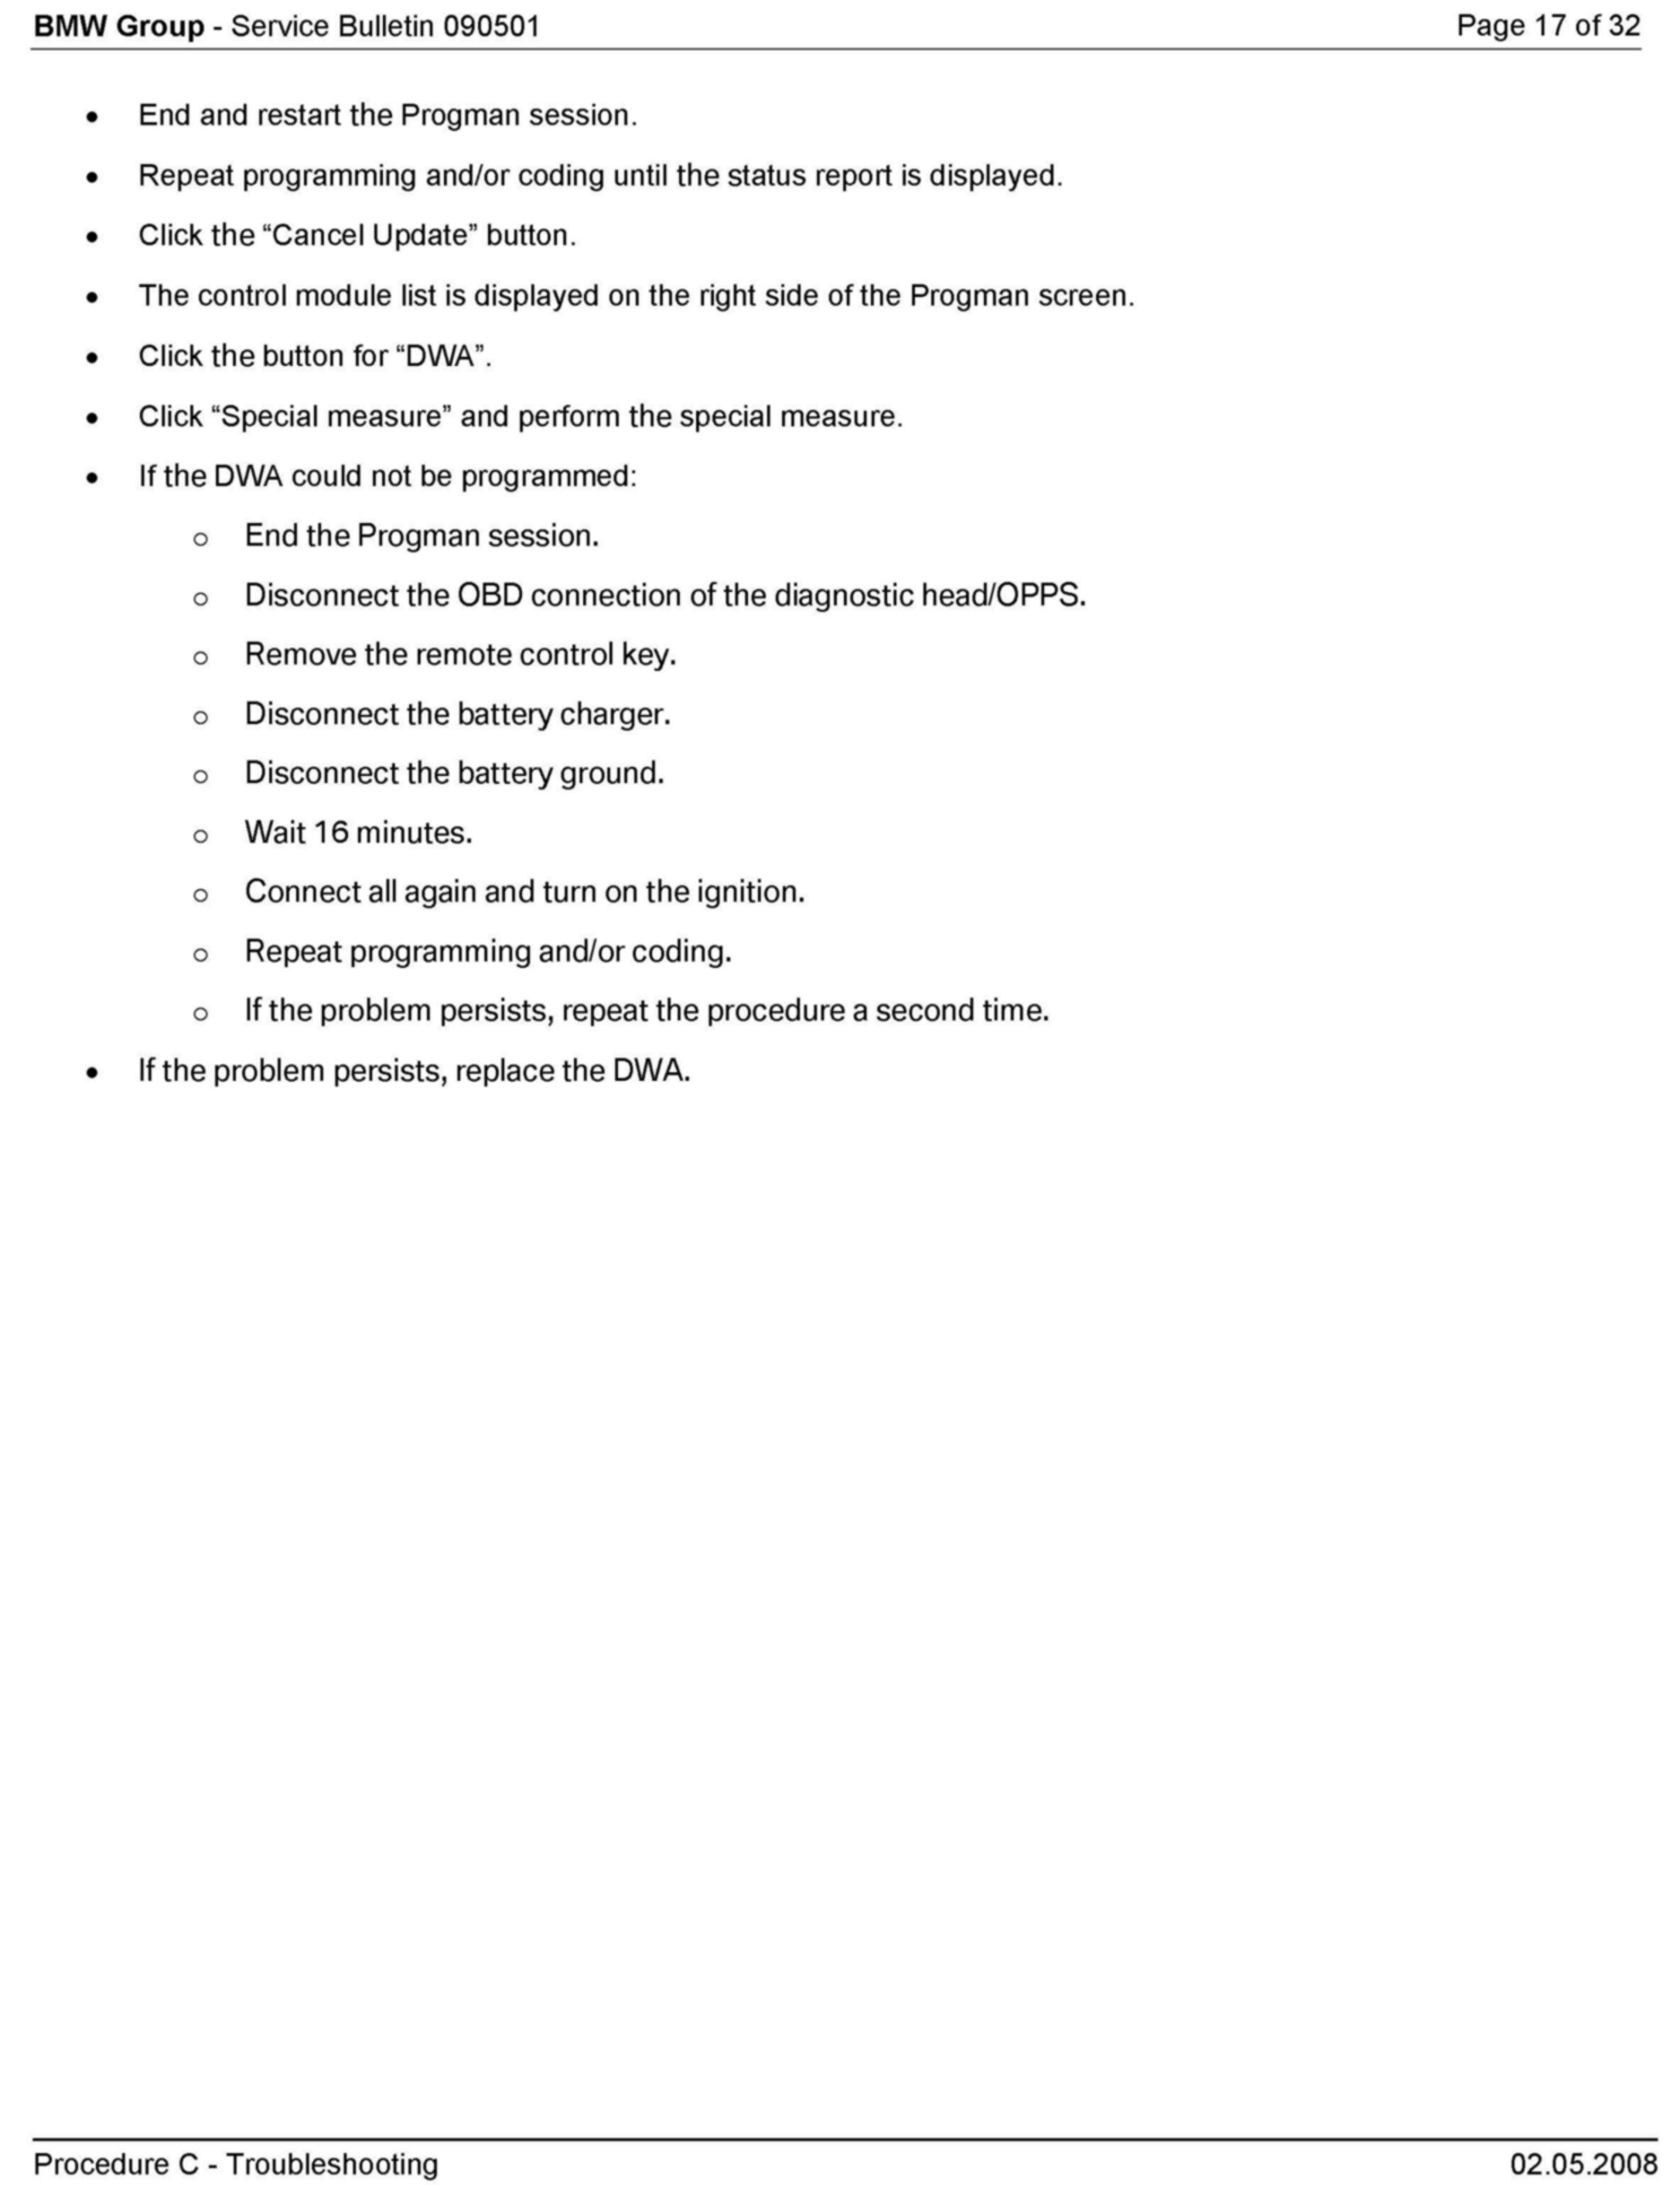 BMW Group - Service Bulletin 090501 Page 17 of 32
• End and restart the Progman session.
• Repeat programming and/or coding until the status report is displayed.
• Click the “Cancel Update” button.
• The control module list is displayed on the right side of the Progman screen.
• Click the button for “DWA”.
• Click “Special measure” and perform the special measure.
• If the DWA could not be programmed:
o End the Progman session.
o Disconnect the OBD connection of the diagnostic head/OPPS.
o Remove the remote control key.
o Disconnect the battery charger.
o Disconnect the battery ground.
o Wait 16 minutes.
o Connect all again and turn on the ignition.
o Repeat programming and/or coding.
o If the problem persists, repeat the procedure a second time.
• If the problem persists, replace the DWA.
Procedure C - Troubleshooting 02.05.2008